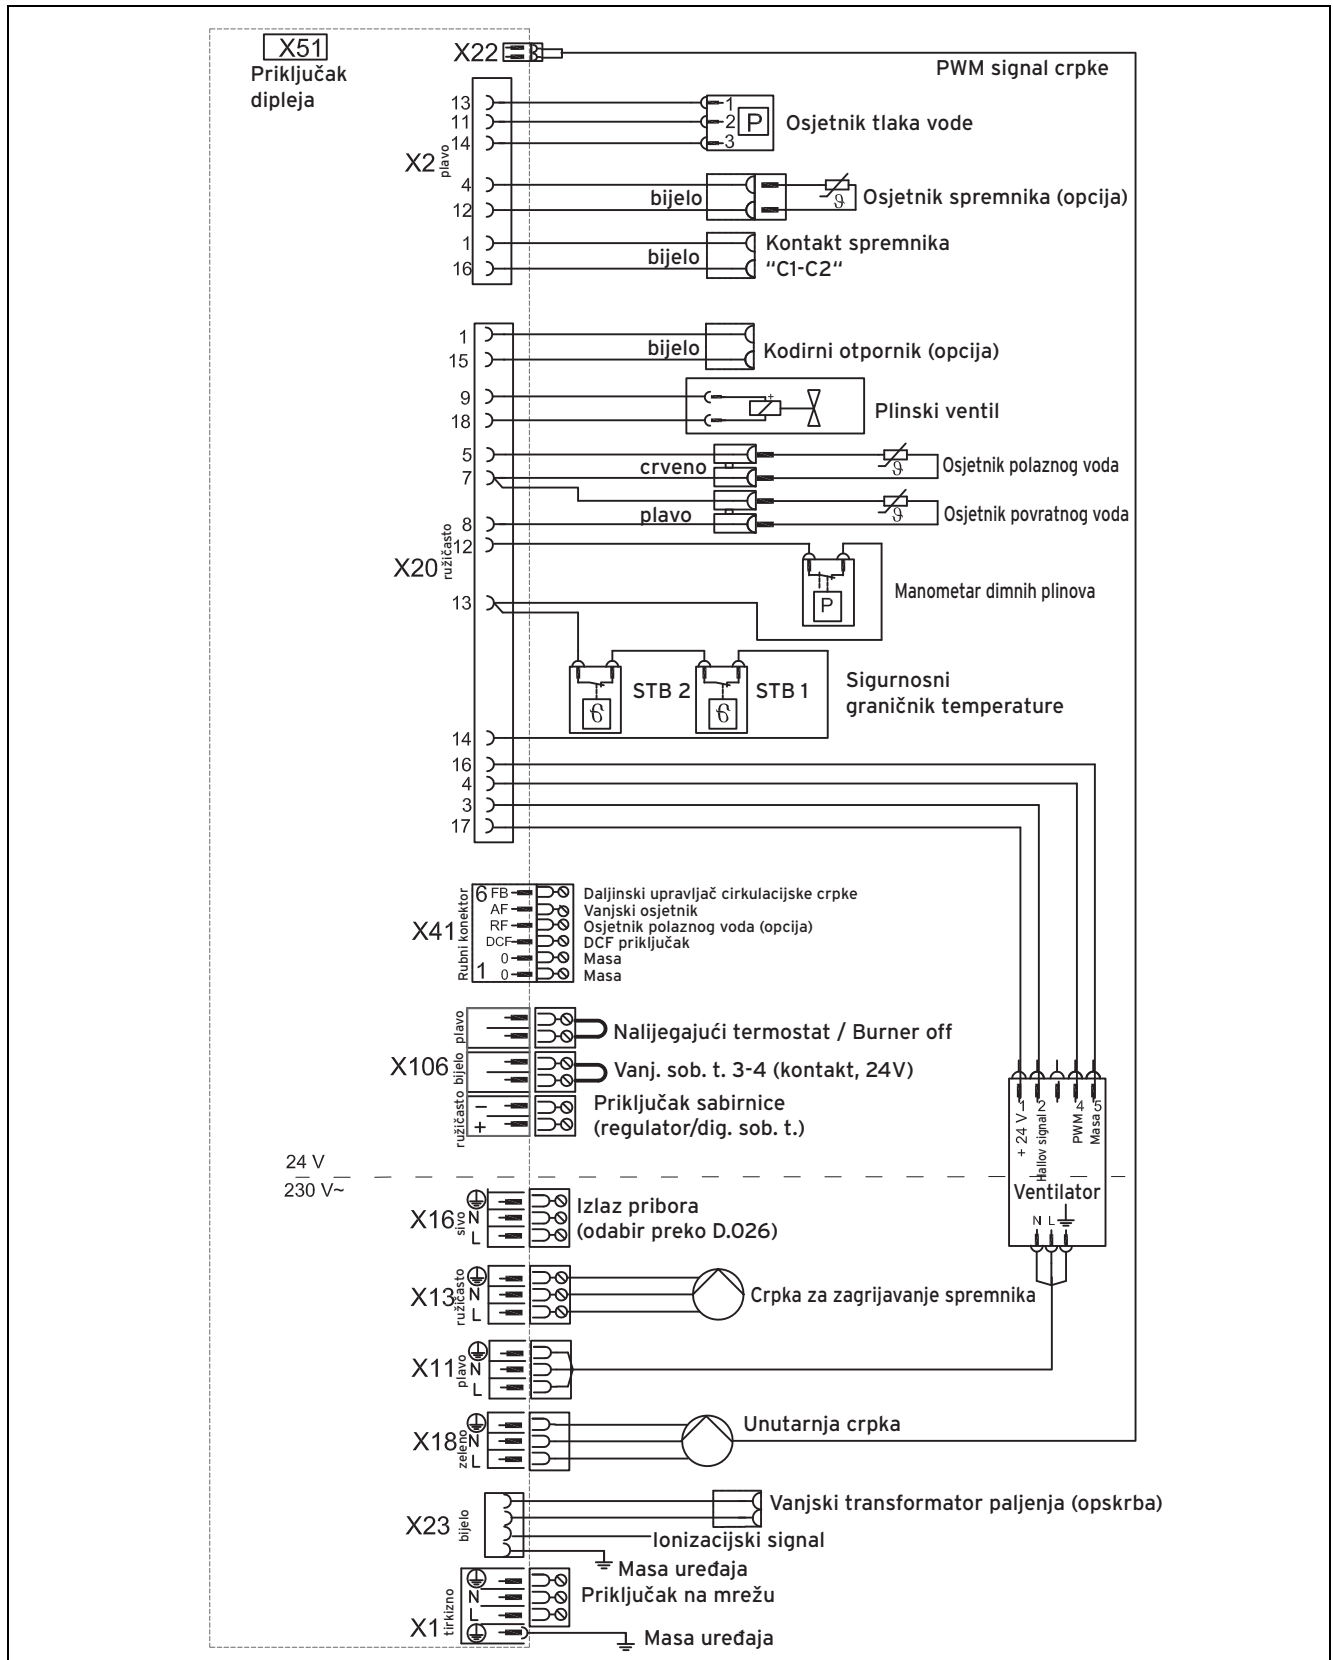 X51
Priključak
dipleja
X22
PWM signal crpke
X2
plavo
13
11
14
4
12
1
16
1
2
3
P
Osjetnik tlaka vode
bijelo
ϑ
Osjetnik spremnika (opcija)
bijelo
Kontakt spremnika
“C1-C2“
X20
ružičasto
1
15
9
18
5
7
8
12
13
14
16
4
3
17
bijelo
Kodirni otpornik (opcija)
+
Plinski ventil
crveno
ϑ
Osjetnik polaznog voda
plavo
ϑ
Osjetnik povratnog voda
P
Manometar dimnih plinova
ϑ
STB 2
ϑ
STB 1
Sigurnosni
graničnik temperature
X41
Rubni konektor
6 FB
AF
RF
DCF
0
1 0
Daljinski upravljač cirkulacijske crpke
Vanjski osjetnik
Osjetnik polaznog voda (opcija)
DCF priključak
Masa
Masa
X106
plavo
Nalijegajući termostat / Burner off
bijelo
Vanj. sob. t. 3-4 (kontakt, 24V)
ružičasto
−
+
Priključak sabirnice
(regulator/dig. sob. t.)
1 2 4 5
+ 24 V
Hallov signal
PWM
Masa
Ventilator
N L
24 V
230 V~
X16
sivo
N
L
Izlaz pribora
(odabir preko D.026)
X13
ružičasto
N
L
Crpka za zagrijavanje spremnika
X11
plavo
N
L
X18
zeleno
N
L
Unutarnja crpka
X23
bijelo
Vanjski transformator paljenja (opskrba)
Ionizacijski signal
Masa uređaja
X1
tirkizno
N
L
Priključak na mrežu
Masa uređaja